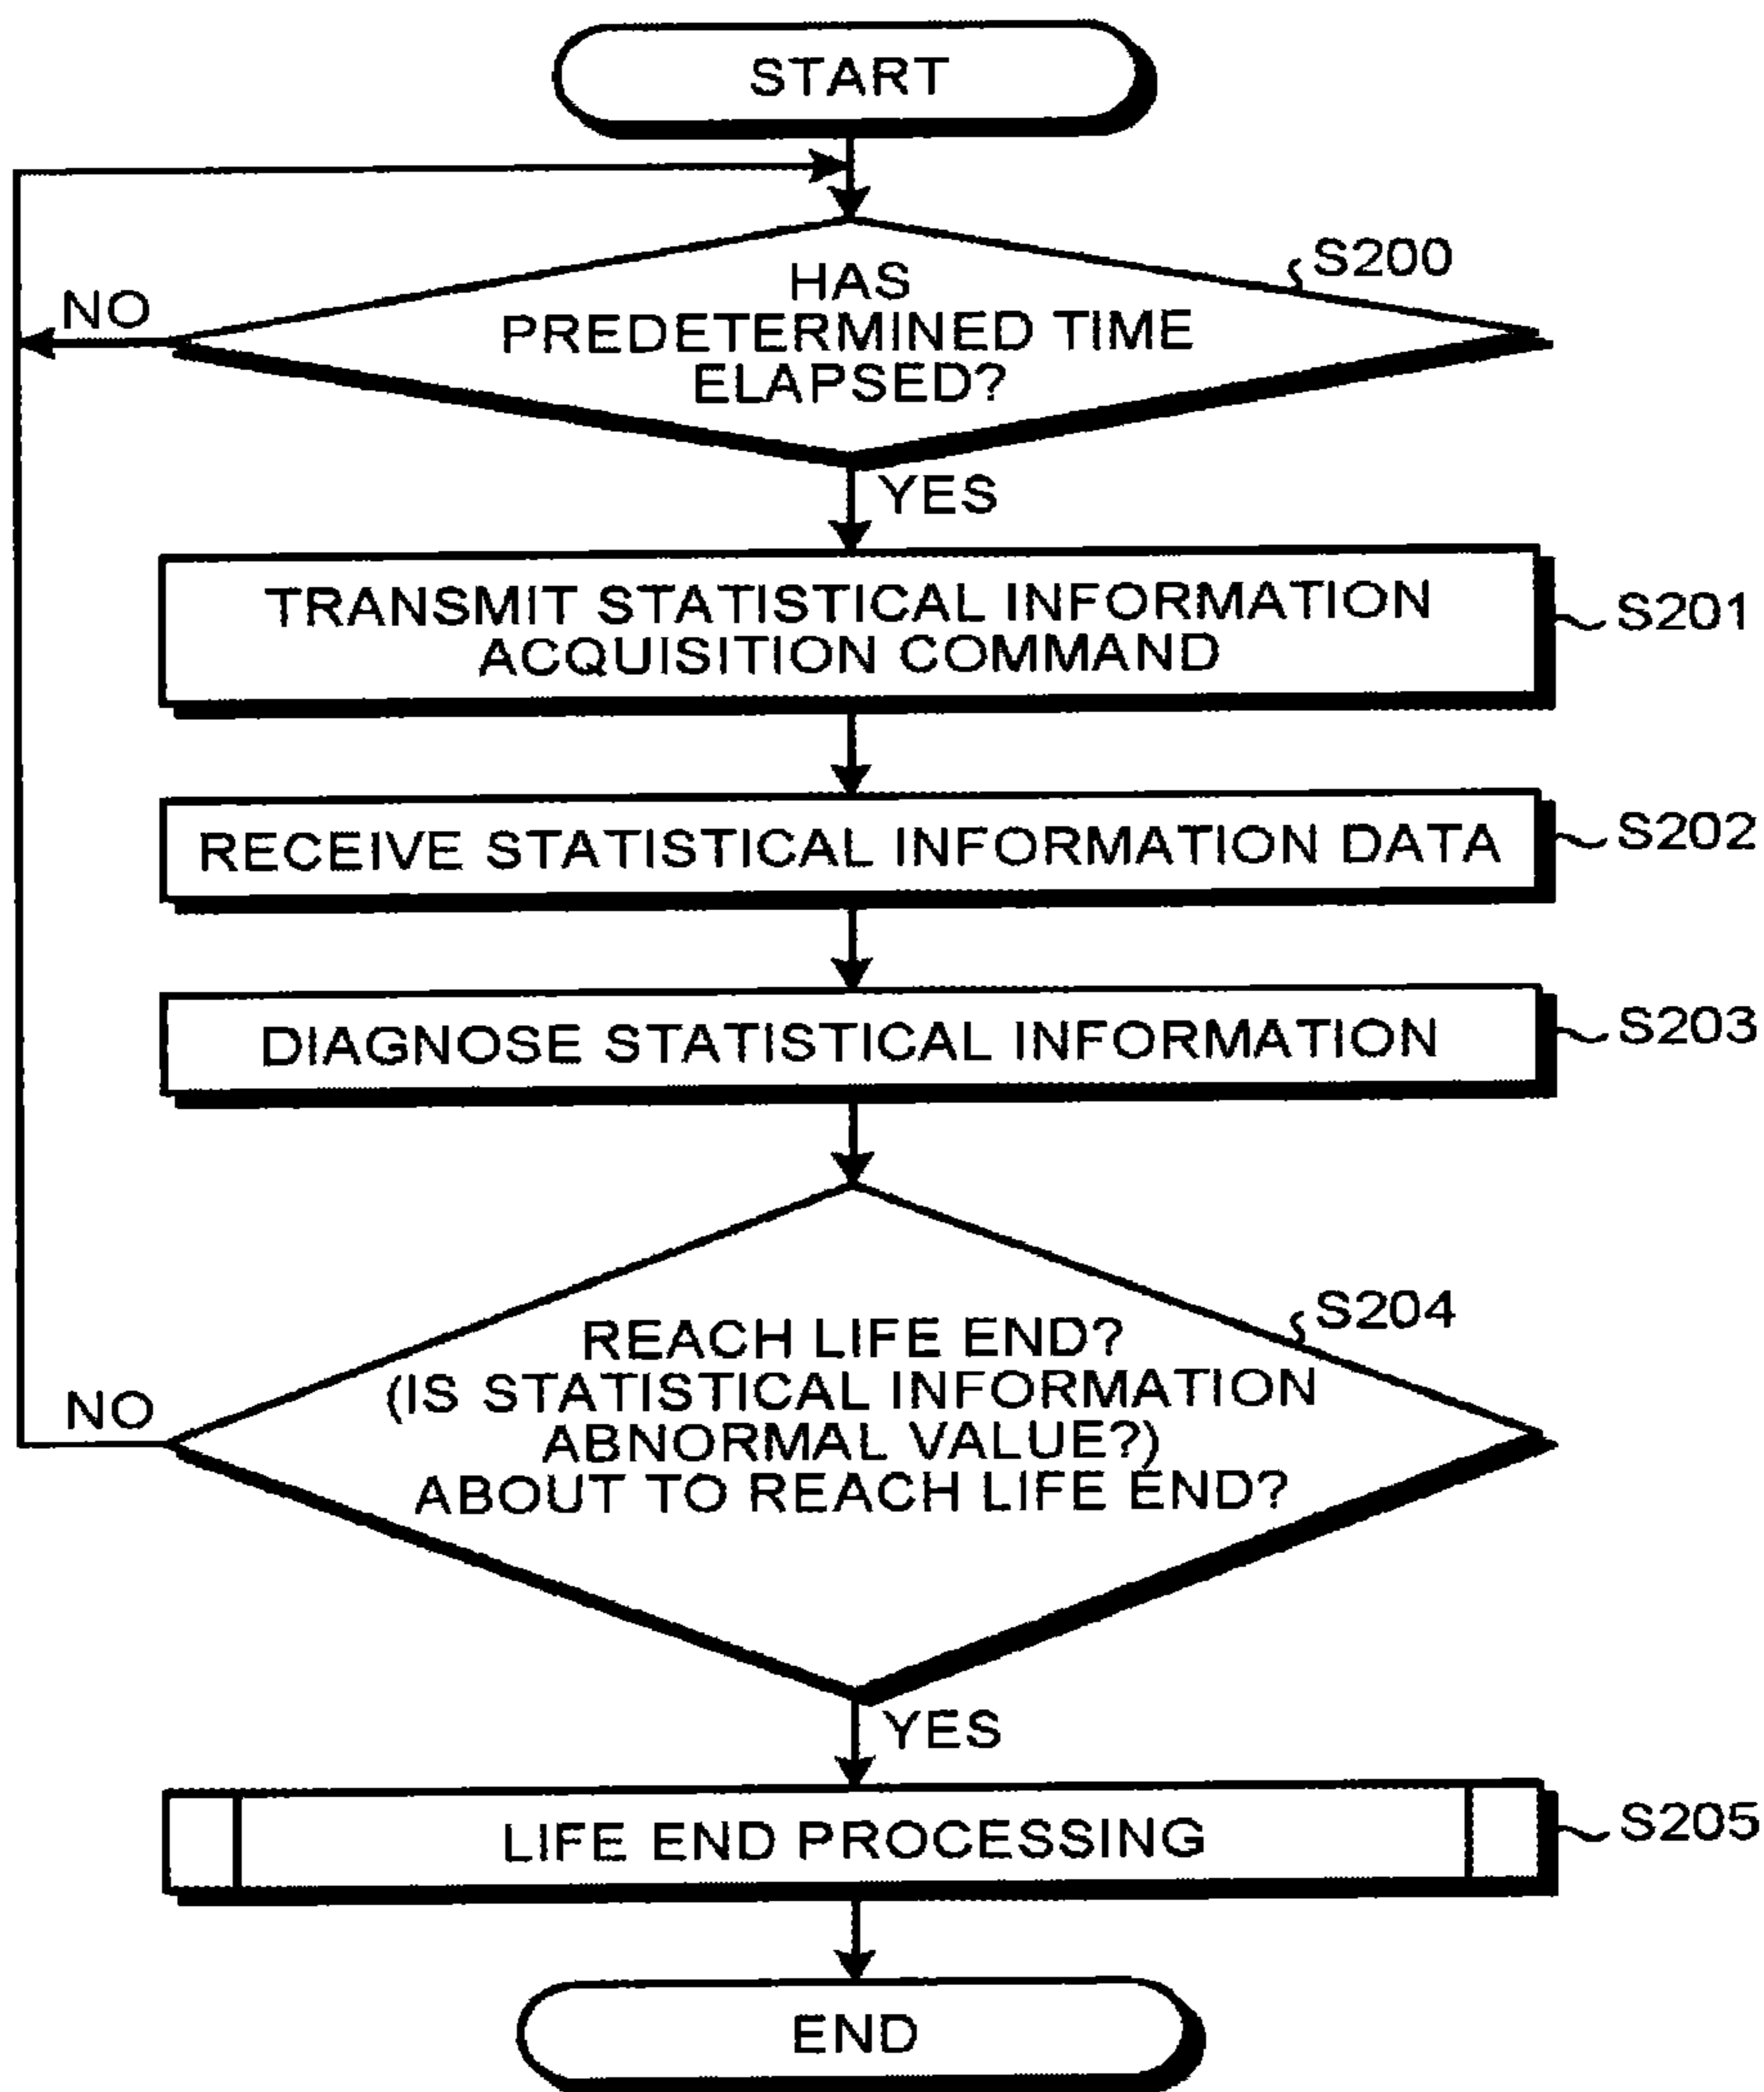 START
S200
HAS
PREDETERMINED TIME
ELAPSED?
NO
YES
TRANSMIT STATISTICAL INFORMATION
ACQUISITION COMMAND
S201
RECEIVE STATISTICAL INFORMATION DATA
S202
DIAGNOSE STATISTICAL INFORMATION
S203
S204
REACH LIFE END?
(IS STATISTICAL INFORMATION
ABNORMAL VALUE?)
ABOUT TO REACH LIFE END?
NO
YES
LIFE END PROCESSING
S205
END